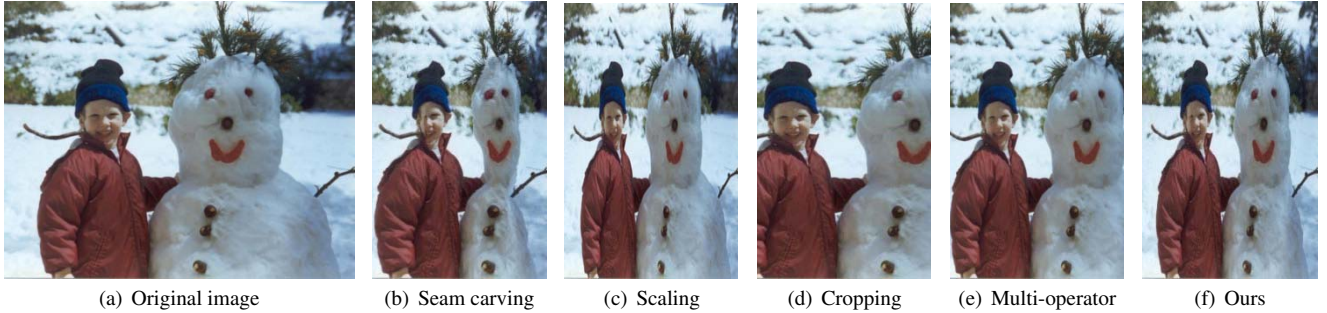 (a) Original image
(b) Seam carving
(c) Scaling
(d) Cropping
(e) Multi-operator
(f) Ours